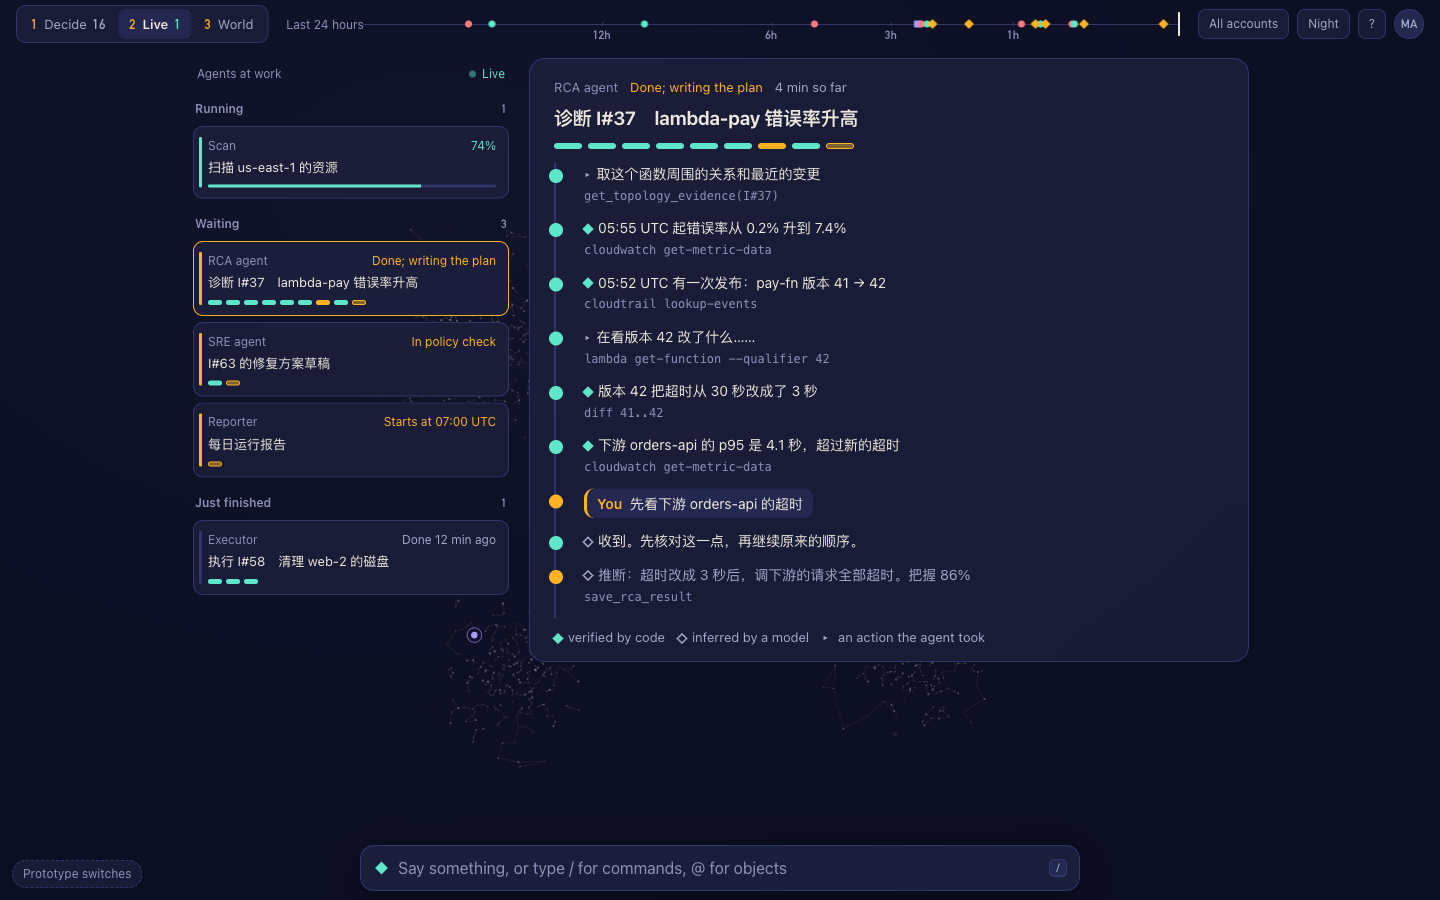 1 Decide 16 2 Live 1 3 World
Last 24 hours
12h 6h 3h 1h
All accounts Night ? MA
Agents at work Live
Running 1
Scan 74%
扫描 us-east-1 的资源
Waiting 3
RCA agent Done; writing the plan
诊断 I#37 lambda-pay 错误率升高
SRE agent In policy check
I#63 的修复方案草稿
Reporter Starts at 07:00 UTC
每日运行报告
Just finished 1
Executor Done 12 min ago
执行 I#58 清理 web-2 的磁盘
RCA agent Done; writing the plan 4 min so far
诊断 I#37 lambda-pay 错误率升高
取这个函数周围的关系和最近的变更
get_topology_evidence(I#37)
05:55 UTC 起错误率从 0.2% 升到 7.4%
cloudwatch get-metric-data
05:52 UTC 有一次发布：pay-fn 版本 41 → 42
cloudtrail lookup-events
在看版本 42 改了什么……
lambda get-function --qualifier 42
版本 42 把超时从 30 秒改成了 3 秒
diff 41..42
下游 orders-api 的 p95 是 4.1 秒，超过新的超时
cloudwatch get-metric-data
You 先看下游 orders-api 的超时
收到。先核对这一点，再继续原来的顺序。
推断：超时改成 3 秒后，调下游的请求全部超时。把握 86%
save_rca_result
verified by code inferred by a model an action the agent took
Say something, or type / for commands, @ for objects /
Prototype switches